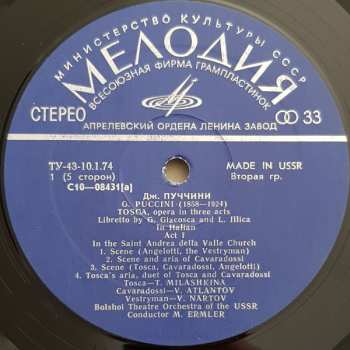 МИНИСТЕРСТВО КУЛЬТУРЫ СССР
МЕЛОДИЯ
ВСЕСОЮЗНАЯ ФИРМА ГРАМПЛАСТИНОК
СТЕРЕО 33
АПРЕЛЕВСКИЙ ОРДЕНА ЛЕНИНА ЗАВОД
ТУ-43-10.1.74 MADE IN USSR
1 (5 сторон) Вторая гр.
С10—08431[a]
Дж. ПУЧЧИНИ
G. PUCCINI (1858—1924)
TOSCA, opera in three acts
Libretto by G. Giacosca and L. Illica
In Italian
Act I
In the Saint Andrea della Valle Church
1. Scene (Angelotti, the Vestryman)
2. Scene and aria of Cavaradossi
3. Scene (Tosca, Cavaradossi, Angelotti)
4. Tosca's aria, duet of Tosca and Cavaradossi
Tosca—T. MILASHKINA
Cavaradossi—V. ATLANTOV
Vestryman—V. NARTOV
Bolshoi Theatre Orchestra of the USSR
Conductor M. ERMLER